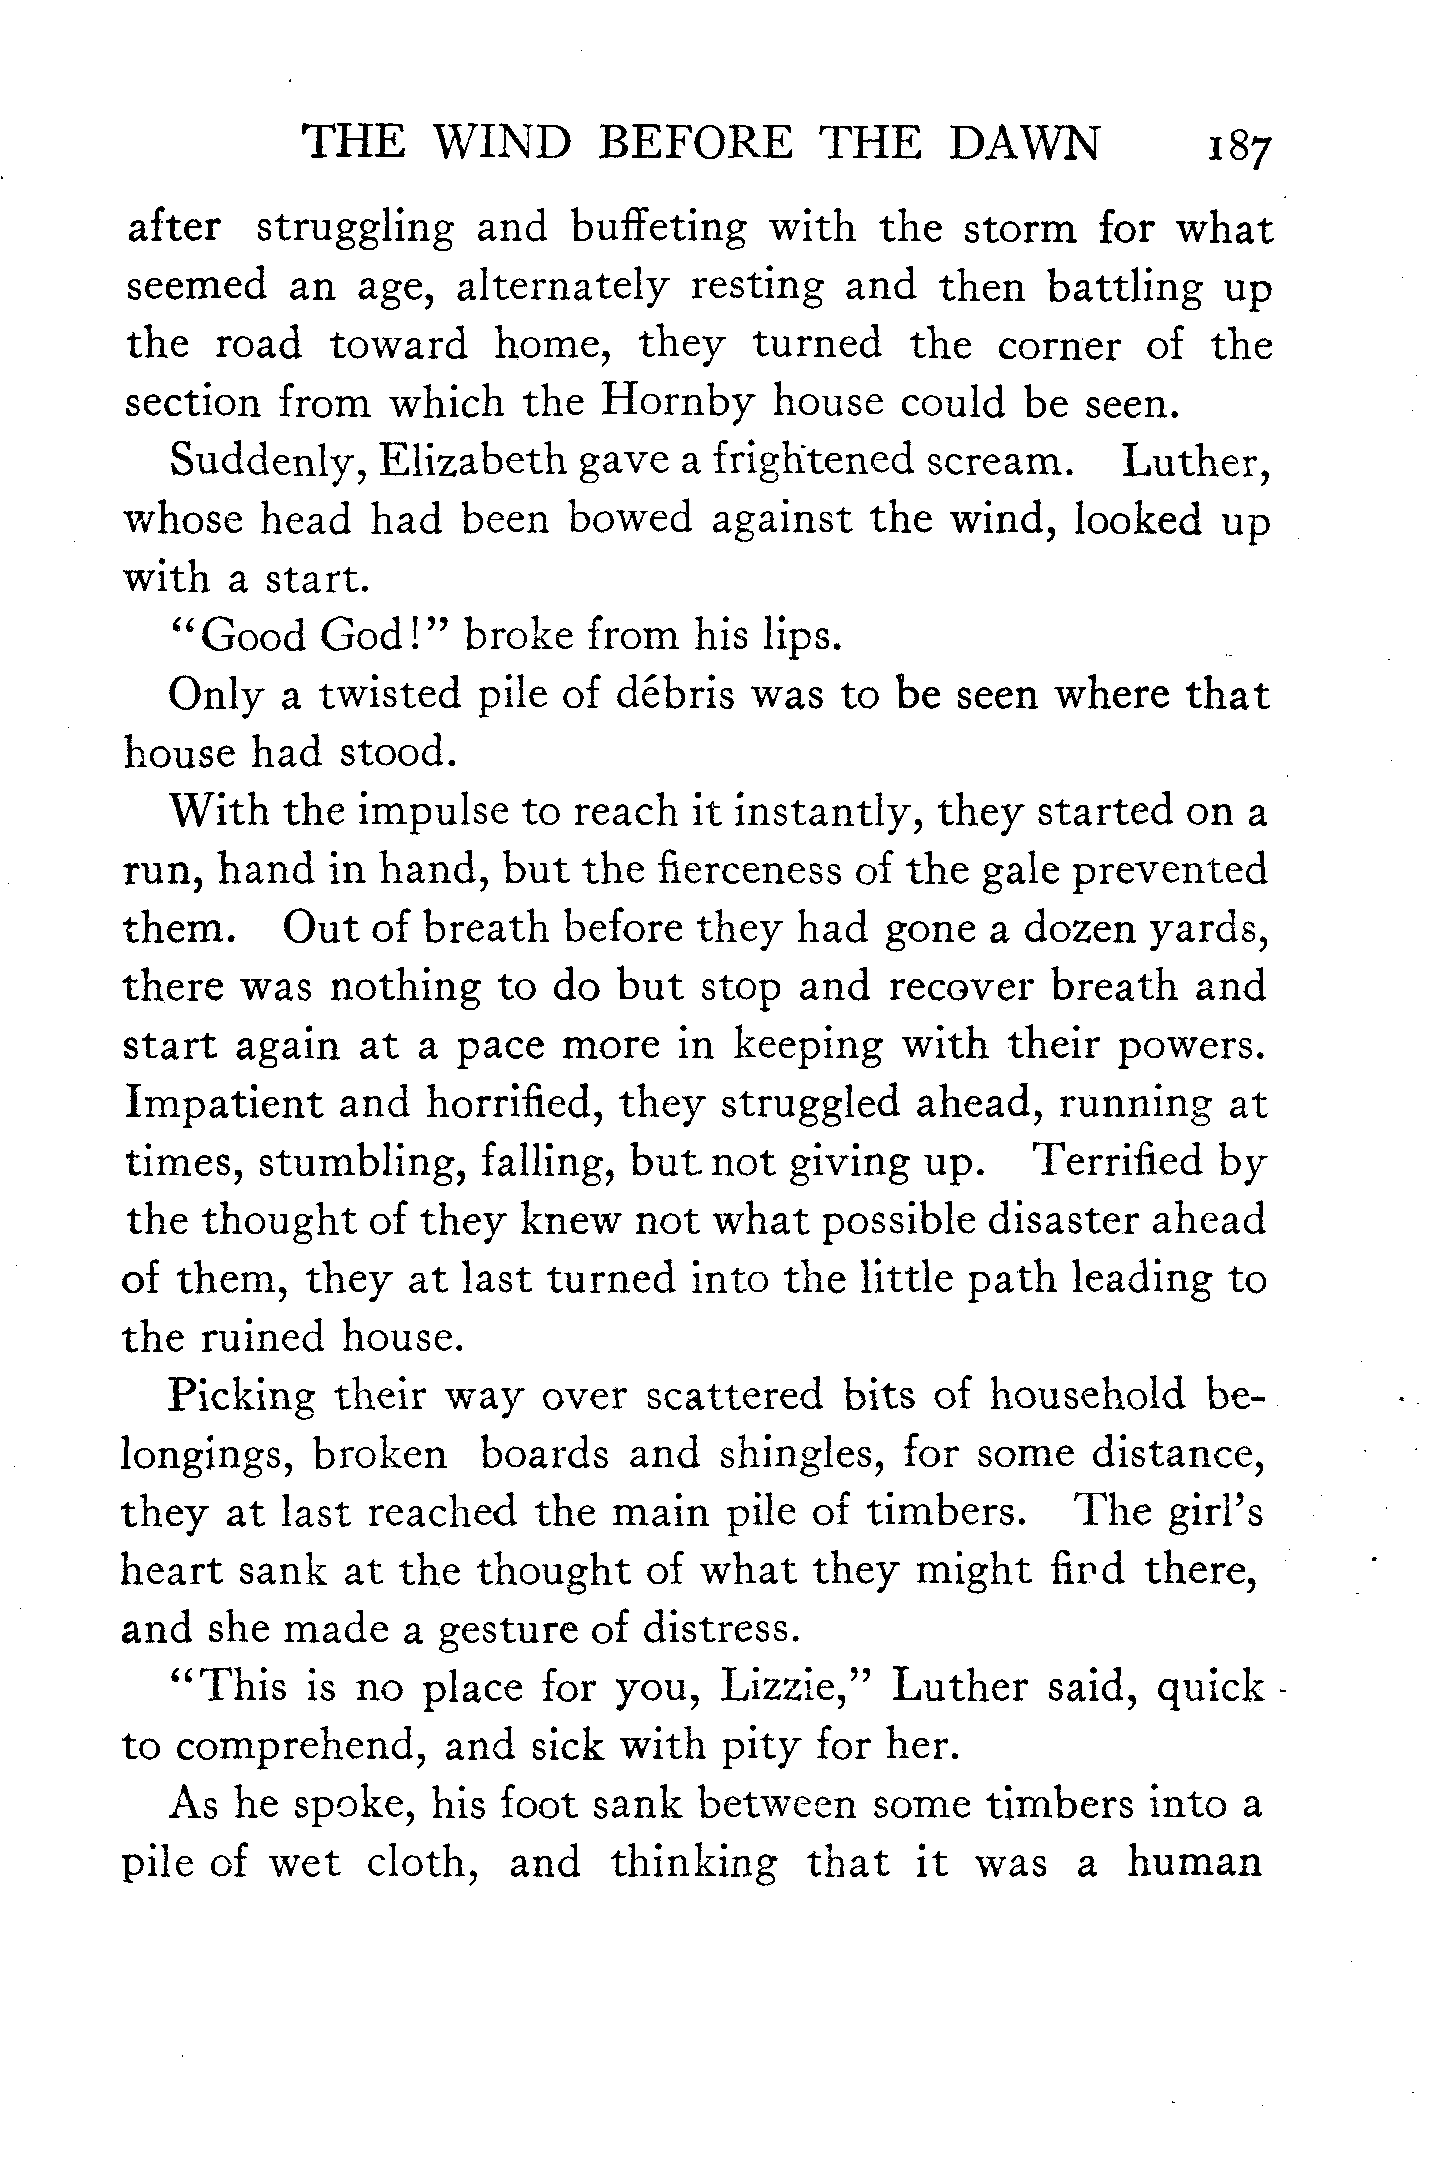 THE WIND BEFORE THE DAWN 187
after struggling and buffeting with the storm for what
seemed an age, alternately resting and then battling up
the road toward home, they turned the corner of the
section from which the Hornby house could be seen.
Suddenly, Elizabeth gave a frightened scream. Luther,
whose head had been bowed against the wind, looked up
with a start.
“Good God!” broke from his lips.
Only a twisted pile of débris was to be seen where that
house had stood.
With the impulse to reach it instantly, they started on a
run, hand in hand, but the fierceness of the gale prevented
them. Out of breath before they had gone a dozen yards,
there was nothing to do but stop and recover breath and
start again at a pace more in keeping with their powers.
Impatient and horrified, they struggled ahead, running at
times, stumbling, falling, but not giving up. Terrified by
the thought of they knew not what possible disaster ahead
of them, they at last turned into the little path leading to
the ruined house.
Picking their way over scattered bits of household be-
longings, broken boards and shingles, for some distance,
they at last reached the main pile of timbers. The girl’s
heart sank at the thought of what they might find there,
and she made a gesture of distress.
“This is no place for you, Lizzie,” Luther said, quick
to comprehend, and sick with pity for her.
As he spoke, his foot sank between some timbers into a
pile of wet cloth, and thinking that it was a human